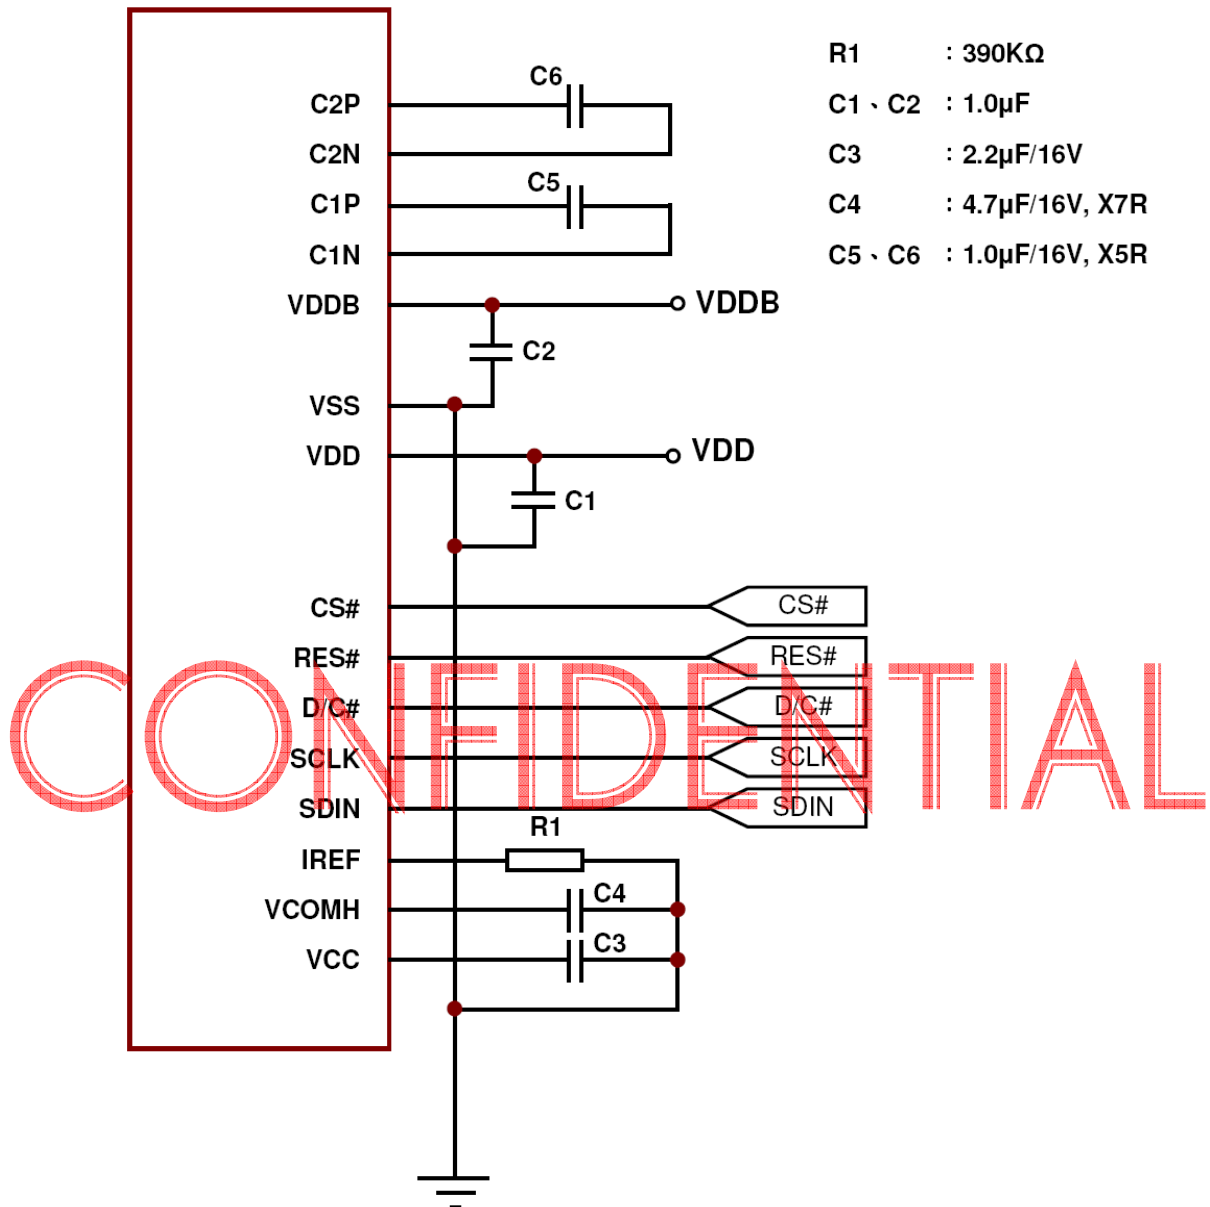 R1 : 390KΩ
C1、C2 : 1.0µF
C3 : 2.2µF/16V
C4 : 4.7µF/16V, X7R
C5、C6 : 1.0µF/16V, X5R
C6
C2P
C2N
C5
C1P
C1N
VDDB VDDB
C2
VSS
VDD VDD
C1
CS# CS#
RES# RES#
D/C# D/C#
CONFIDENTIAL
SCLK SCLK
SDIN SDIN
R1
IREF
C4
VCOMH
C3
VCC